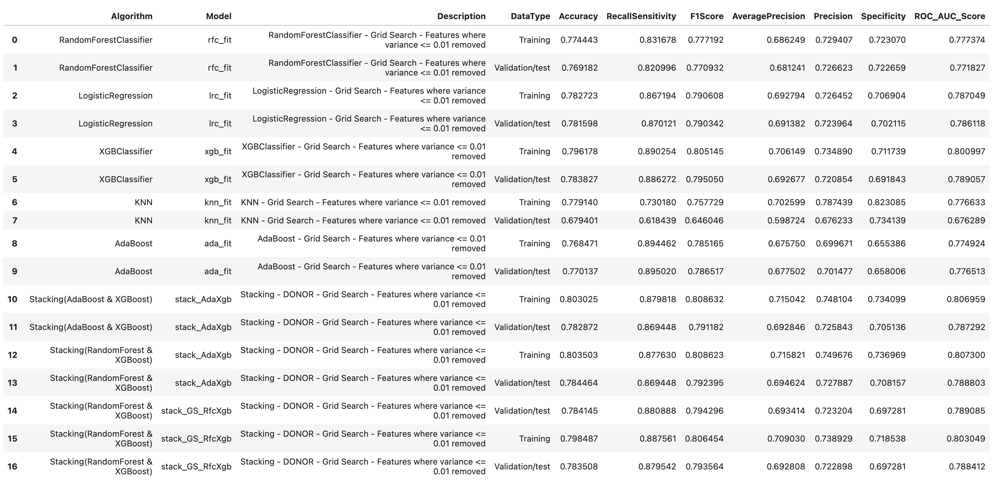 Algorithm Model Description DataType Accuracy RecallSensitivity F1Score AveragePrecision Precision Specificity ROC_AUC_Score
0 RandomForestClassifier rfc_fit RandomForestClassifier - Grid Search - Features where variance <= 0.01 removed Training 0.774443 0.831678 0.777192 0.686249 0.729407 0.723070 0.777374
1 RandomForestClassifier rfc_fit RandomForestClassifier - Grid Search - Features where variance <= 0.01 removed Validation/test 0.769182 0.820996 0.770932 0.681241 0.726623 0.722659 0.771827
2 LogisticRegression lrc_fit LogisticRegression - Grid Search - Features where variance <= 0.01 removed Training 0.782723 0.867194 0.790608 0.692794 0.726452 0.706904 0.787049
3 LogisticRegression lrc_fit LogisticRegression - Grid Search - Features where variance <= 0.01 removed Validation/test 0.781598 0.870121 0.790342 0.691382 0.723964 0.702115 0.786118
4 XGBClassifier xgb_fit XGBClassifier - Grid Search - Features where variance <= 0.01 removed Training 0.796178 0.890254 0.805145 0.706149 0.734890 0.711739 0.800997
5 XGBClassifier xgb_fit XGBClassifier - Grid Search - Features where variance <= 0.01 removed Validation/test 0.783827 0.886272 0.795050 0.692677 0.720854 0.691843 0.789057
6 KNN knn_fit KNN - Grid Search - Features where variance <= 0.01 removed Training 0.779140 0.730180 0.757729 0.702599 0.787439 0.823085 0.776633
7 KNN knn_fit KNN - Grid Search - Features where variance <= 0.01 removed Validation/test 0.679401 0.618439 0.646046 0.598724 0.676233 0.734139 0.676289
8 AdaBoost ada_fit AdaBoost - Grid Search - Features where variance <= 0.01 removed Training 0.768471 0.894462 0.785165 0.675750 0.699671 0.655386 0.774924
9 AdaBoost ada_fit AdaBoost - Grid Search - Features where variance <= 0.01 removed Validation/test 0.770137 0.895020 0.786517 0.677502 0.701477 0.658006 0.776513
10 Stacking(AdaBoost & XGBoost) stack_AdaXgb Stacking - DONOR - Grid Search - Features where variance <= 0.01 removed Training 0.803025 0.879818 0.808632 0.715042 0.748104 0.734099 0.806959
11 Stacking(AdaBoost & XGBoost) stack_AdaXgb Stacking - DONOR - Grid Search - Features where variance <= 0.01 removed Validation/test 0.782872 0.869448 0.791182 0.692846 0.725843 0.705136 0.787292
12 Stacking(RandomForest & XGBoost) stack_AdaXgb Stacking - DONOR - Grid Search - Features where variance <= 0.01 removed Training 0.803503 0.877630 0.808623 0.715821 0.749676 0.736969 0.807300
13 Stacking(RandomForest & XGBoost) stack_AdaXgb Stacking - DONOR - Grid Search - Features where variance <= 0.01 removed Validation/test 0.784464 0.869448 0.792395 0.694624 0.727887 0.708157 0.788803
14 Stacking(RandomForest & XGBoost) stack_GS_RfcXgb Stacking - DONOR - Grid Search - Features where variance <= 0.01 removed Validation/test 0.784145 0.880888 0.794296 0.693414 0.723204 0.697281 0.789085
15 Stacking(RandomForest & XGBoost) stack_GS_RfcXgb Stacking - DONOR - Grid Search - Features where variance <= 0.01 removed Training 0.798487 0.887561 0.806454 0.709030 0.738929 0.718538 0.803049
16 Stacking(RandomForest & XGBoost) stack_GS_RfcXgb Stacking - DONOR - Grid Search - Features where variance <= 0.01 removed Validation/test 0.783508 0.879542 0.793564 0.692808 0.722898 0.697281 0.788412